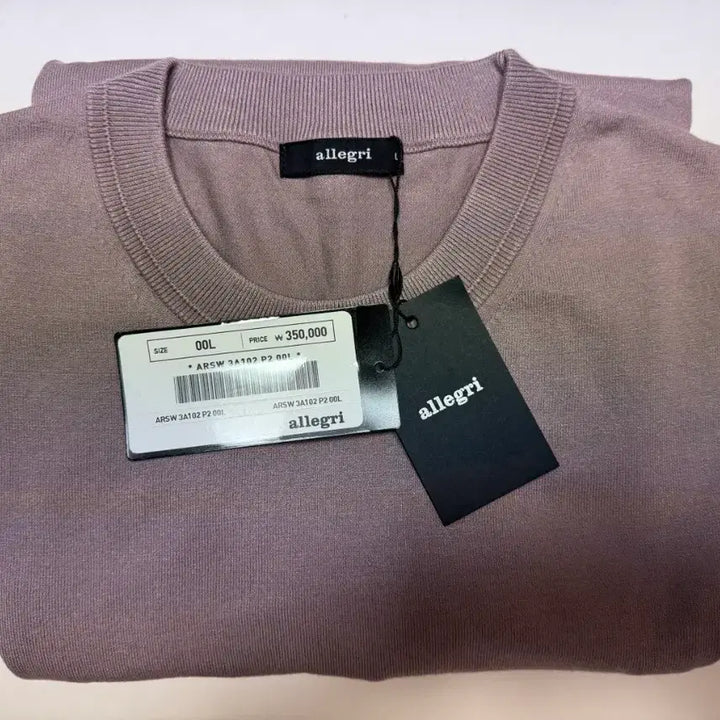 allegri
L
SIZE 00L PRICE ₩ 350,000
* ARSW 3A102 P2 00L *
ARSW 3A102 P2 00L ARSW 3A102 P2 00L
allegri
allegri